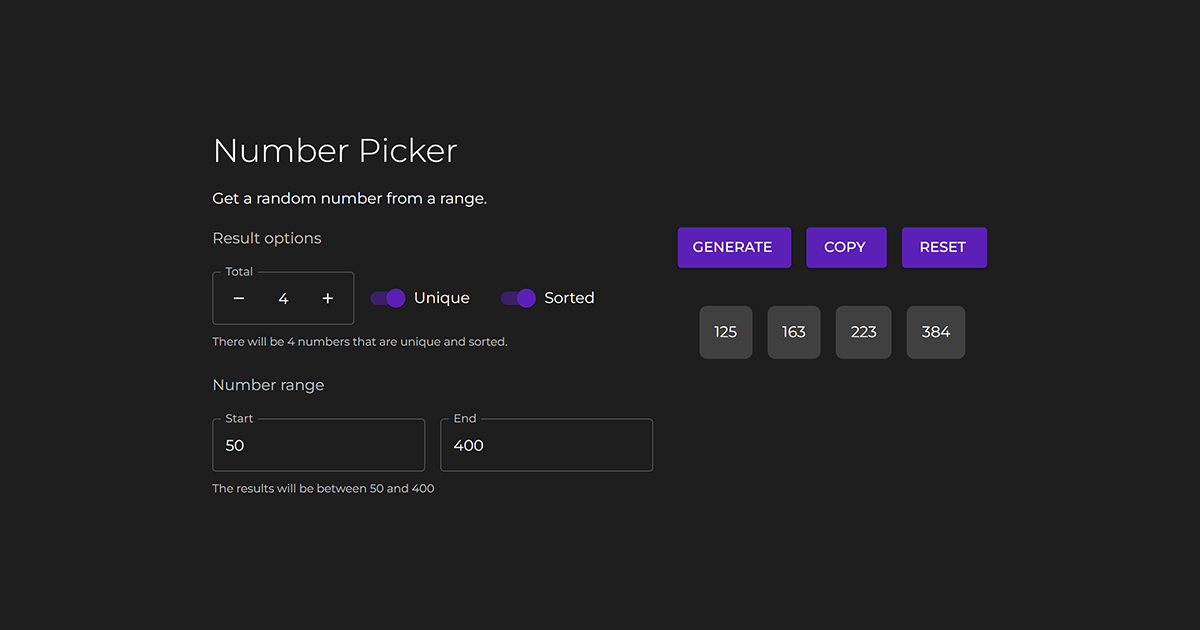 Number Picker
Get a random number from a range.
Result options
Total
− 4 +
Unique
Sorted
There will be 4 numbers that are unique and sorted.
Number range
Start
50
End
400
The results will be between 50 and 400
GENERATE
COPY
RESET
125
163
223
384